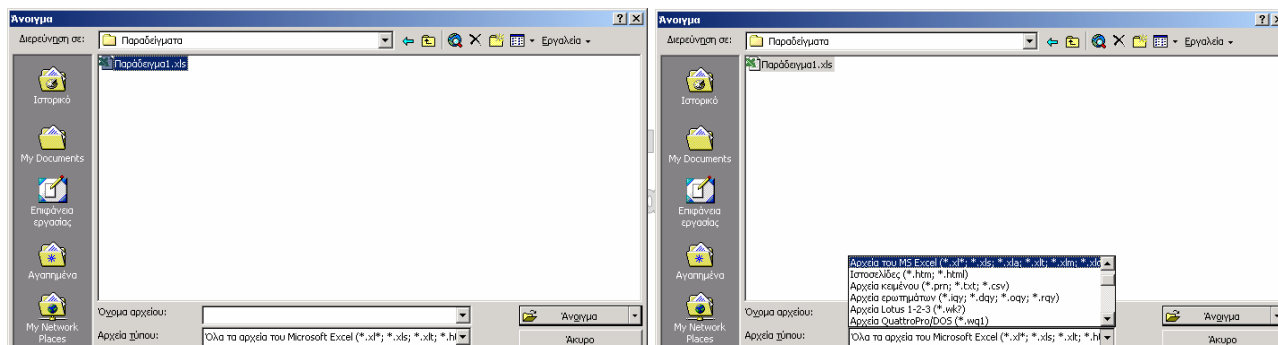 Άνοιγμα
Διερεύνηση σε:
Παραδείγματα
Εργαλεία
Παράδειγμα1.xls
Ιστορικό
My Documents
Επιφάνεια
εργασίας
Αγαπημένα
My Network
Places
Όνομα αρχείου:
Άνοιγμα
Αρχεία τύπου:
Όλα τα αρχεία του Microsoft Excel (*.xl*; *.xls; *.xlt; *.ht
Άκυρο
Άνοιγμα
Διερεύνηση σε:
Παραδείγματα
Εργαλεία
Παράδειγμα1.xls
Ιστορικό
My Documents
Επιφάνεια
εργασίας
Αγαπημένα
My Network
Places
Αρχεία του MS Excel (*.xl*; *.xls; *.xla; *.xlt; *.xlm; *.xlc
Ιστοσελίδες (*.htm; *.html)
Αρχεία κειμένου (*.prn; *.txt; *.csv)
Αρχεία ερωτημάτων (*.iqy; *.dqy; *.oqy; *.rqy)
Αρχεία Lotus 1-2-3 (*.wk?)
Αρχεία QuattroPro/DOS (*.wq1)
Όνομα αρχείου:
Άνοιγμα
Αρχεία τύπου:
Όλα τα αρχεία του Microsoft Excel (*.xl*; *.xls; *.xlt; *.ht
Άκυρο